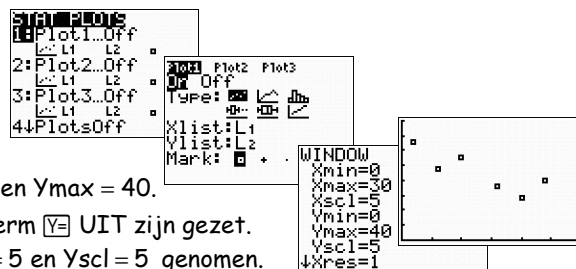 STAT PLOTS
1:Plot1…Off
L1 L2
2:Plot2…Off
L1 L2
3:Plot3…Off
L1 L2
4↓PlotsOff
Plot1 Plot2 Plot3
On Off
Type:
Xlist:L1
Ylist:L2
Mark: ▫ + ·
WINDOW
Xmin=0
Xmax=30
Xscl=5
Ymin=0
Ymax=40
Yscl=5
↓Xres=1
en Ymax = 40.
erm Y= UIT zijn gezet.
= 5 en Yscl = 5 genomen.